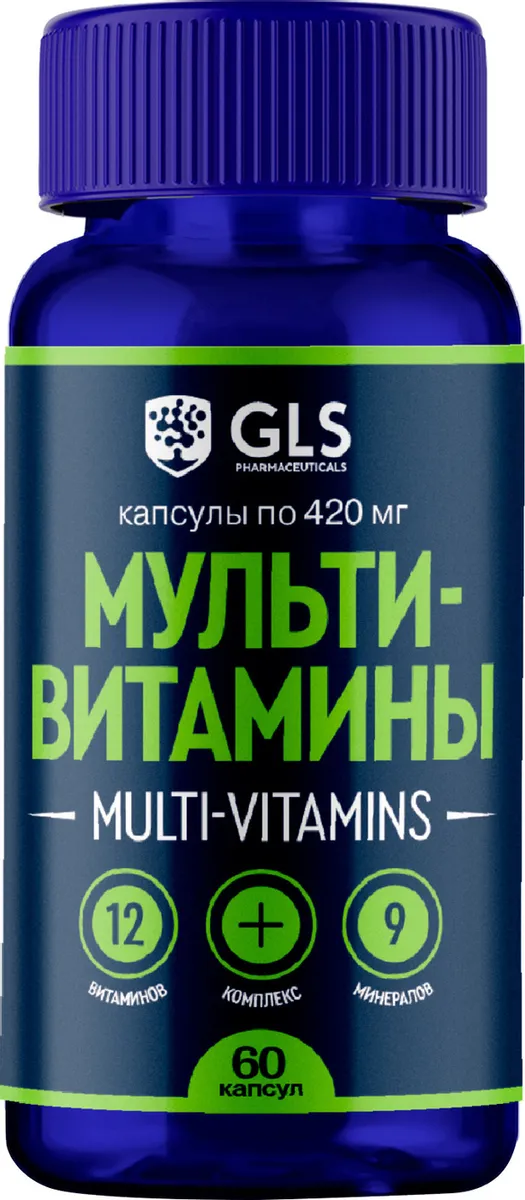 GLS
PHARMACEUTICALS
капсулы по 420 мг
МУЛЬТИ-
ВИТАМИНЫ
MULTI-VITAMINS
12 + 9
ВИТАМИНОВ КОМПЛЕКС МИНЕРАЛОВ
60
капсул